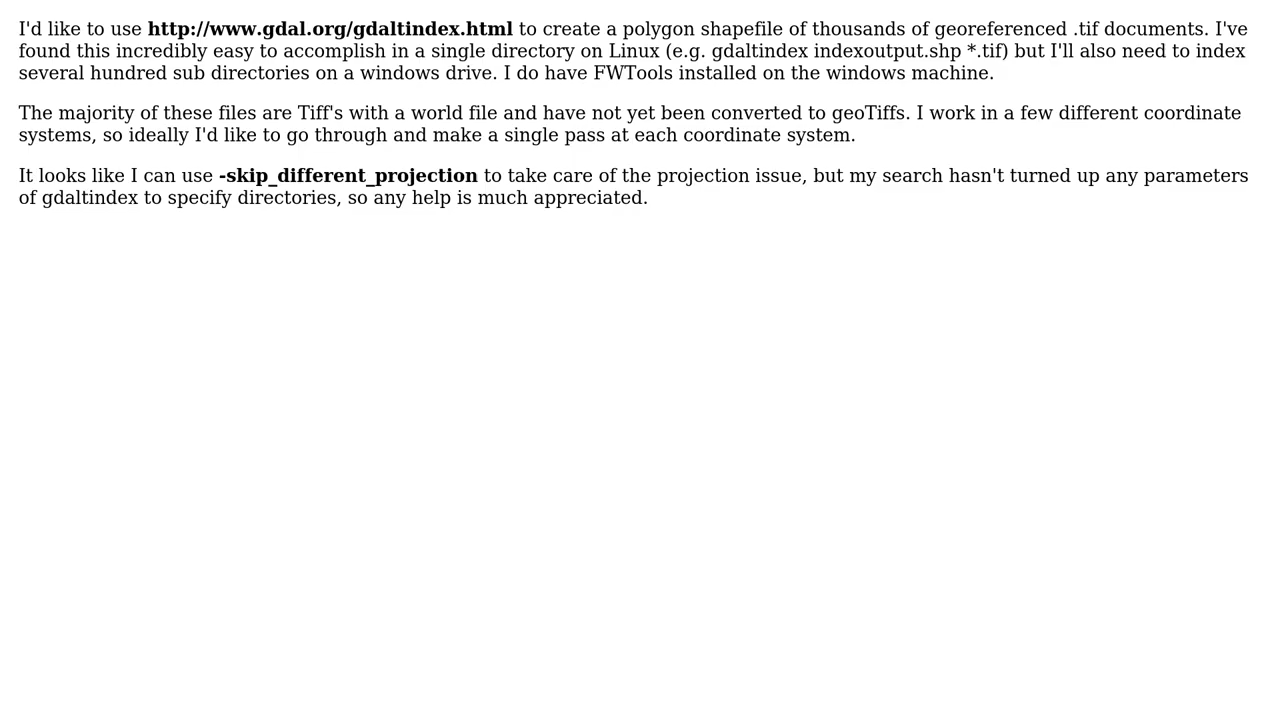 I'd like to use http://www.gdal.org/gdaltindex.html to create a polygon shapefile of thousands of georeferenced .tif documents. I've
found this incredibly easy to accomplish in a single directory on Linux (e.g. gdaltindex indexoutput.shp *.tif) but I'll also need to index
several hundred sub directories on a windows drive. I do have FWTools installed on the windows machine.
The majority of these files are Tiff's with a world file and have not yet been converted to geoTiffs. I work in a few different coordinate
systems, so ideally I'd like to go through and make a single pass at each coordinate system.
It looks like I can use -skip_different_projection to take care of the projection issue, but my search hasn't turned up any parameters
of gdaltindex to specify directories, so any help is much appreciated.